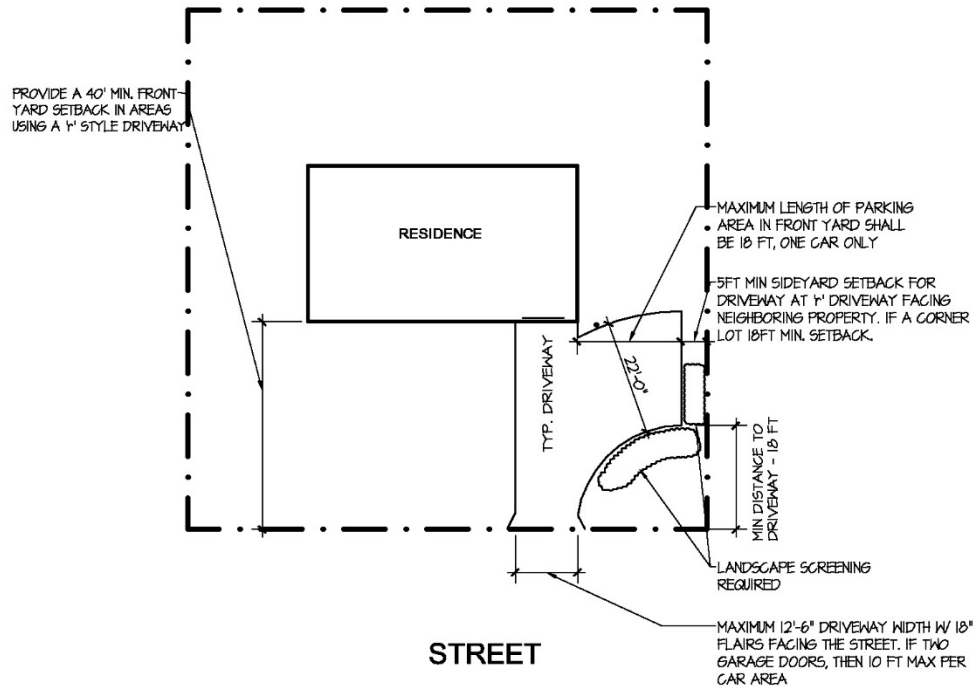 PROVIDE A 40' MIN. FRONT
YARD SETBACK IN AREAS
USING A 'r' STYLE DRIVEWAY
RESIDENCE
MAXIMUM LENGTH OF PARKING
AREA IN FRONT YARD SHALL
BE 18 FT, ONE CAR ONLY
5FT MIN SIDEYARD SETBACK FOR
DRIVEWAY AT 'r' DRIVEWAY FACING
NEIGHBORING PROPERTY. IF A CORNER
LOT 18FT MIN. SETBACK.
TYP. DRIVEWAY
22'-0"
MIN DISTANCE TO
DRIVEWAY - 18 FT
LANDSCAPE SCREENING
REQUIRED
MAXIMUM 12'-6" DRIVEWAY WIDTH W/ 18"
FLAIRS FACING THE STREET. IF TWO
GARAGE DOORS, THEN 10 FT MAX PER
CAR AREA
STREET